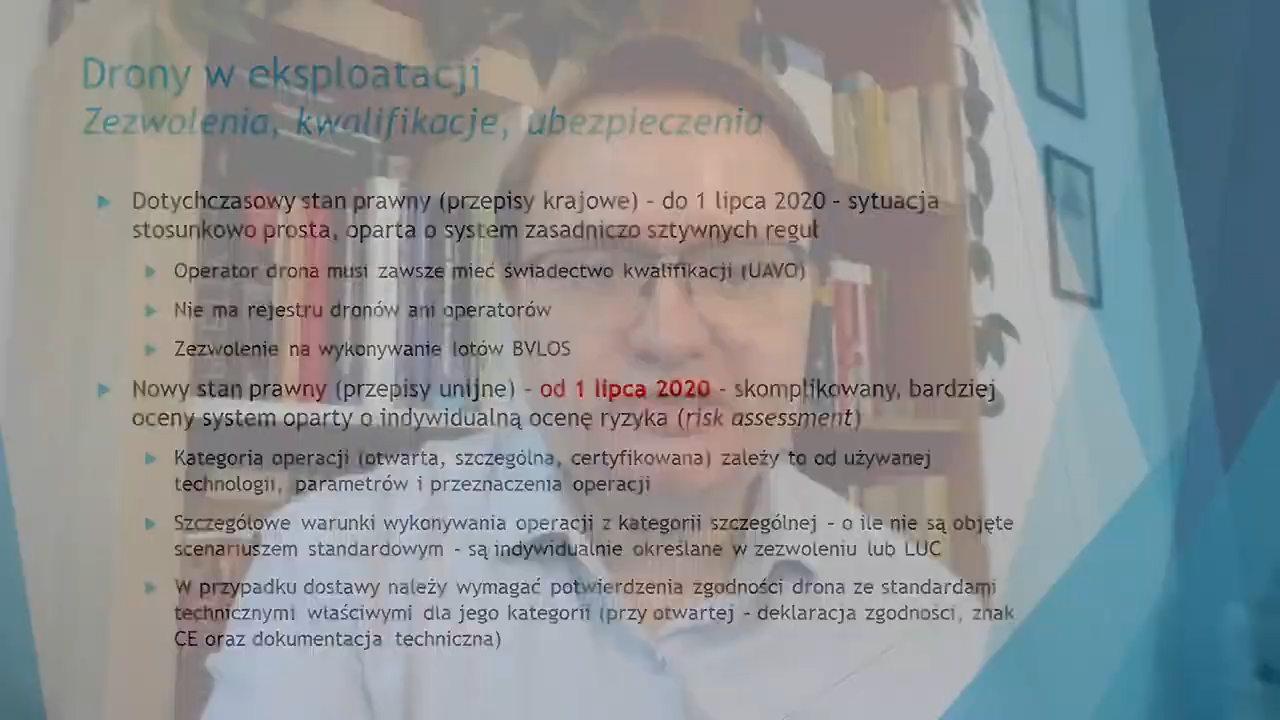 Drony w eksploatacji
Zezwolenia, kwalifikacje, ubezpieczenia
Dotychczasowy stan prawny (przepisy krajowe) - do 1 lipca 2020 - sytuacja
stosunkowo prosta, oparta o system zasadniczo sztywnych reguł
Operator drona musi zawsze mieć świadectwo kwalifikacji (UAVO)
Nie ma rejestru dronów ani operatorów
Zezwolenie na wykonywanie lotów BVLOS
Nowy stan prawny (przepisy unijne) - od 1 lipca 2020 - skomplikowany, bardziej
oceny system oparty o indywidualną ocenę ryzyka (risk assessment)
Kategoria operacji (otwarta, szczególna, certyfikowana) zależy to od używanej
technologii, parametrów i przeznaczenia operacji
Szczegółowe warunki wykonywania operacji z kategorii szczególnej - o ile nie są objęte
scenariuszem standardowym - są indywidualnie określane w zezwoleniu lub LUC
W przypadku dostawy należy wymagać potwierdzenia zgodności drona ze standardami
technicznymi właściwymi dla jego kategorii (przy otwartej - deklaracja zgodności, znak
CE oraz dokumentacja techniczna)